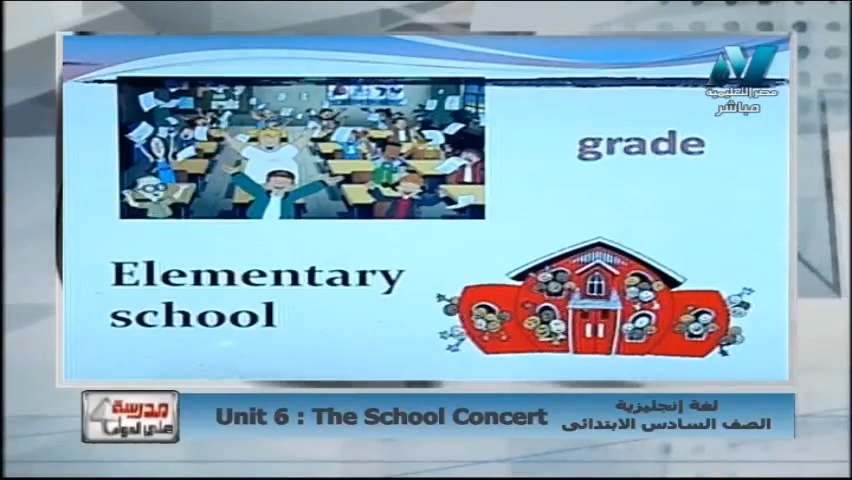 مصر التعليمية
مباشر
grade
Elementary
school
مدرسة
على الهواء
Unit 6 : The School Concert
لغة إنجليزية
الصف السادس الابتدائى